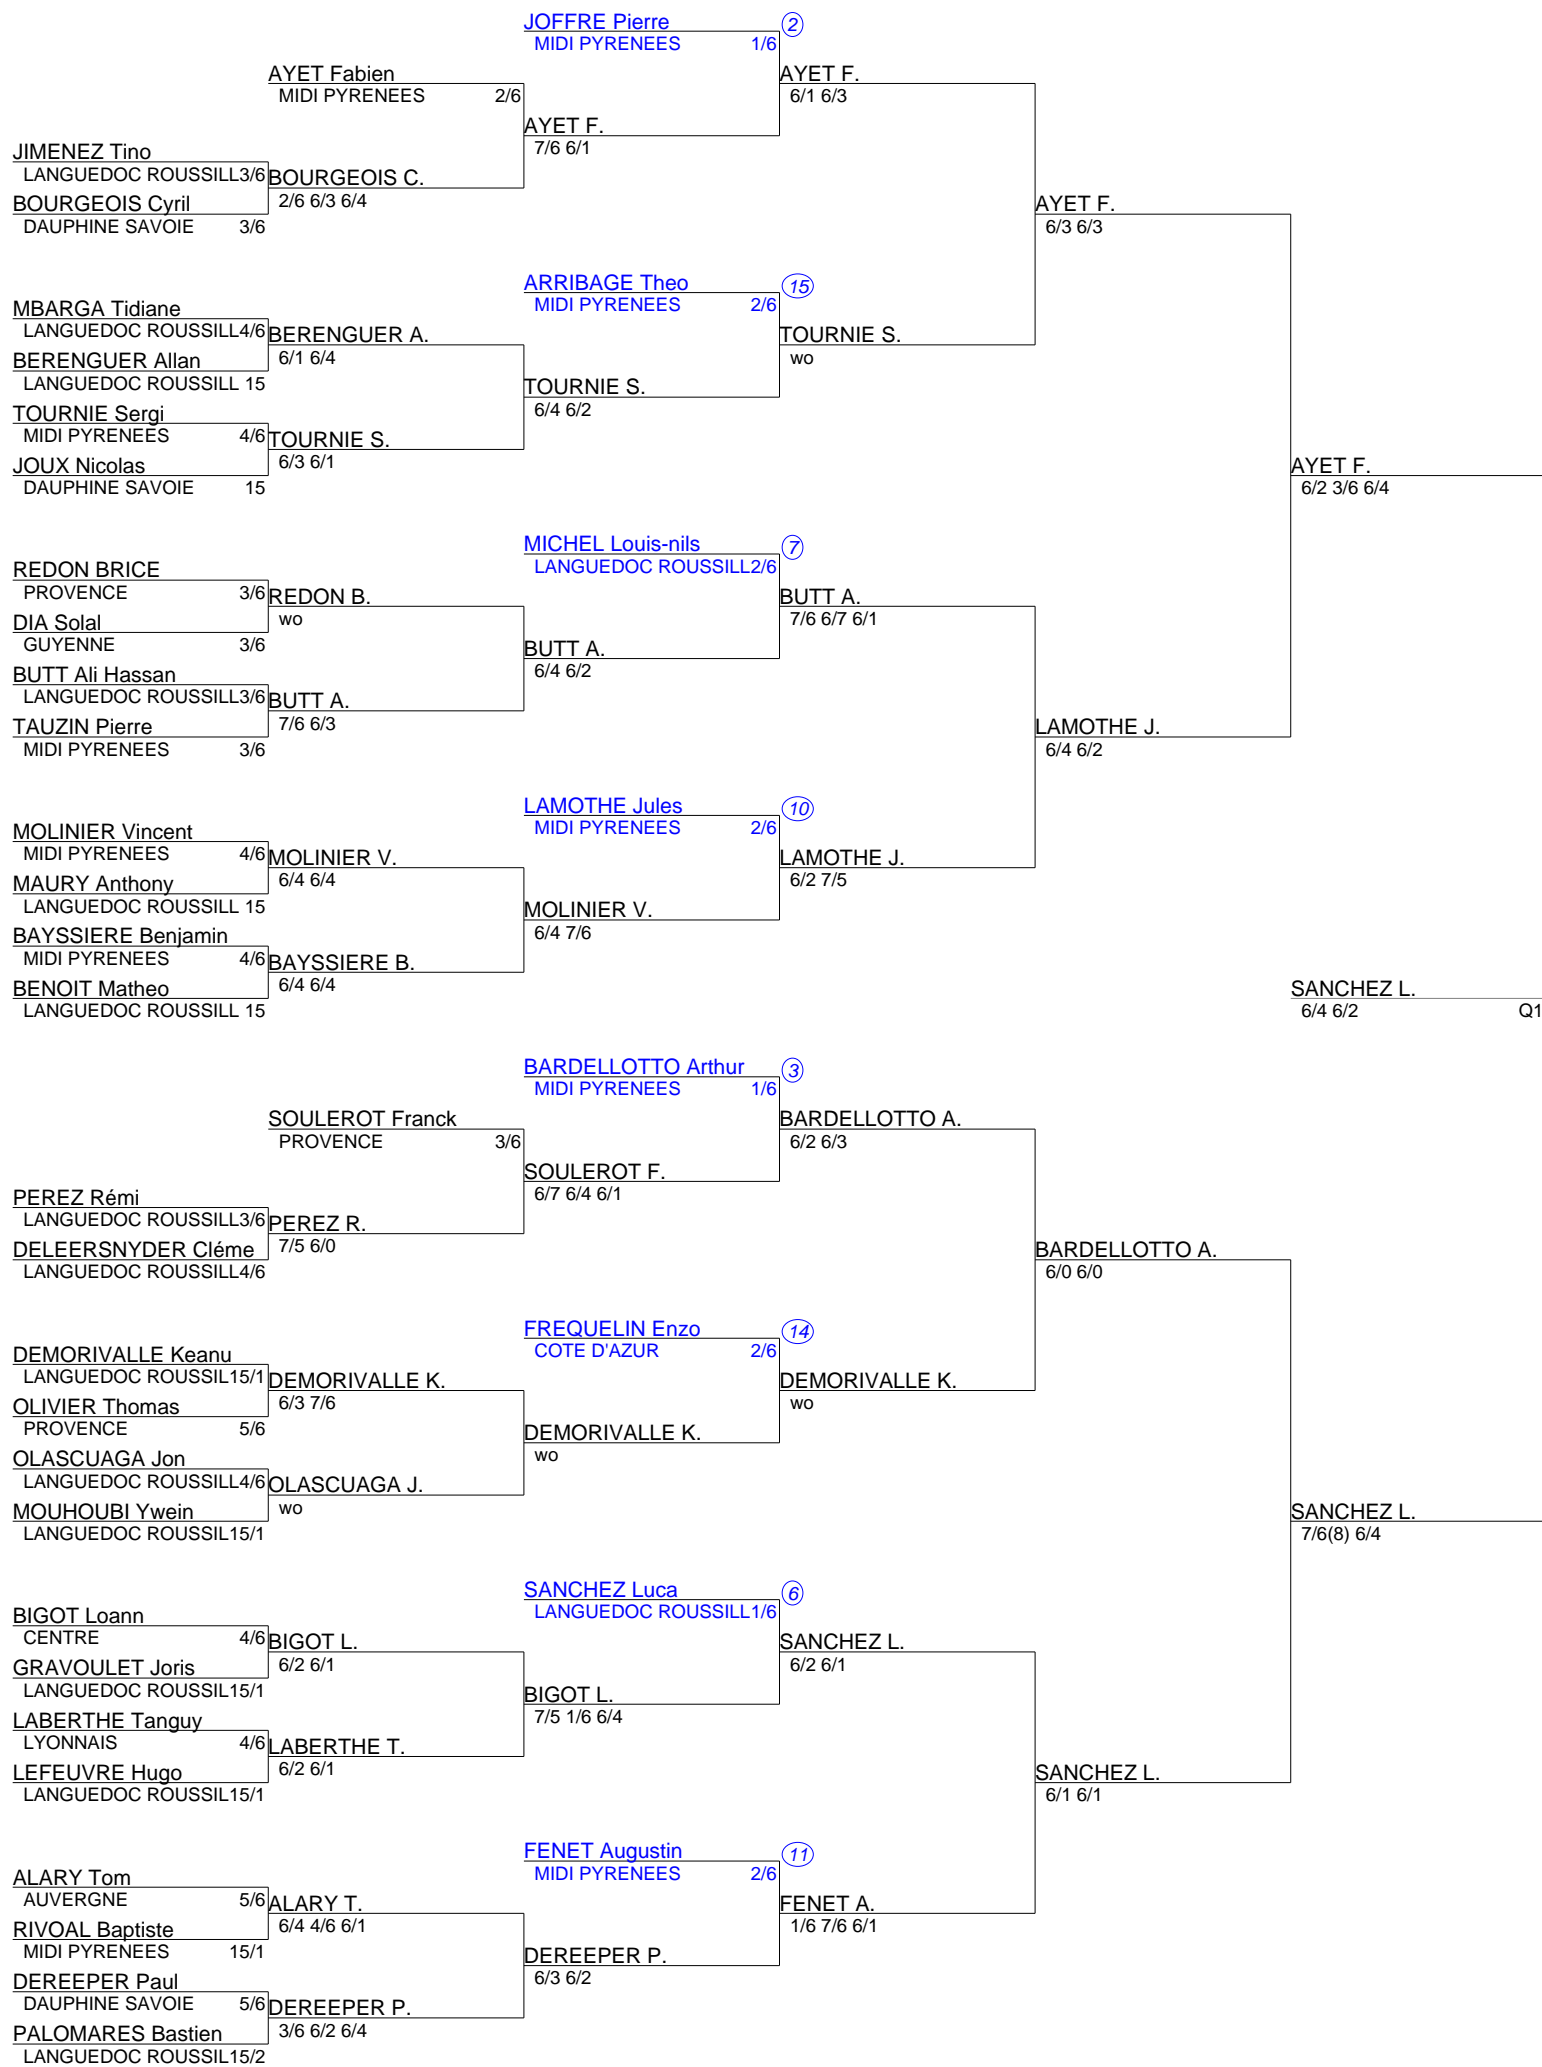 JOFFRE Pierre 2
MIDI PYRENEES 1/6
AYET Fabien AYET F.
MIDI PYRENEES 2/6 6/1 6/3
AYET F.
7/6 6/1
JIMENEZ Tino
LANGUEDOC ROUSSILL3/6 BOURGEOIS C.
2/6 6/3 6/4
BOURGEOIS Cyril AYET F.
DAUPHINE SAVOIE 3/6 6/3 6/3
ARRIBAGE Theo 15
MIDI PYRENEES 2/6
MBARGA Tidiane
LANGUEDOC ROUSSILL4/6 BERENGUER A. TOURNIE S.
6/1 6/4 wo
BERENGUER Allan
LANGUEDOC ROUSSILL 15
TOURNIE S.
6/4 6/2
TOURNIE Sergi
MIDI PYRENEES 4/6 TOURNIE S.
6/3 6/1
JOUX Nicolas AYET F.
DAUPHINE SAVOIE 15 6/2 3/6 6/4
MICHEL Louis-nils 7
LANGUEDOC ROUSSILL2/6
REDON BRICE
PROVENCE 3/6 REDON B. BUTT A.
wo 7/6 6/7 6/1
DIA Solal
GUYENNE 3/6
BUTT A.
6/4 6/2
BUTT Ali Hassan
LANGUEDOC ROUSSILL3/6 BUTT A.
7/6 6/3
TAUZIN Pierre LAMOTHE J.
MIDI PYRENEES 3/6 6/4 6/2
LAMOTHE Jules 10
MIDI PYRENEES 2/6
MOLINIER Vincent
MIDI PYRENEES 4/6 MOLINIER V. LAMOTHE J.
6/4 6/4 6/2 7/5
MAURY Anthony
LANGUEDOC ROUSSILL 15
MOLINIER V.
6/4 7/6
BAYSSIERE Benjamin
MIDI PYRENEES 4/6 BAYSSIERE B.
6/4 6/4
BENOIT Matheo SANCHEZ L.
LANGUEDOC ROUSSILL 15 6/4 6/2 Q1
BARDELLOTTO Arthur 3
MIDI PYRENEES 1/6
SOULEROT Franck BARDELLOTTO A.
PROVENCE 3/6 6/2 6/3
SOULEROT F.
6/7 6/4 6/1
PEREZ Rémi
LANGUEDOC ROUSSILL3/6 PEREZ R.
7/5 6/0
DELEERSNYDER Cléme BARDELLOTTO A.
LANGUEDOC ROUSSILL4/6 6/0 6/0
FREQUELIN Enzo 14
COTE D'AZUR 2/6
DEMORIVALLE Keanu
LANGUEDOC ROUSSIL15/1 DEMORIVALLE K. DEMORIVALLE K.
6/3 7/6 wo
OLIVIER Thomas
PROVENCE 5/6
DEMORIVALLE K.
wo
OLASCUAGA Jon
LANGUEDOC ROUSSILL4/6 OLASCUAGA J.
wo
MOUHOUBI Ywein SANCHEZ L.
LANGUEDOC ROUSSIL15/1 7/6(8) 6/4
SANCHEZ Luca 6
LANGUEDOC ROUSSILL1/6
BIGOT Loann
CENTRE 4/6 BIGOT L. SANCHEZ L.
6/2 6/1 6/2 6/1
GRAVOULET Joris
LANGUEDOC ROUSSIL15/1
BIGOT L.
7/5 1/6 6/4
LABERTHE Tanguy
LYONNAIS 4/6 LABERTHE T.
6/2 6/1
LEFEUVRE Hugo SANCHEZ L.
LANGUEDOC ROUSSIL15/1 6/1 6/1
FENET Augustin 11
MIDI PYRENEES 2/6
ALARY Tom
AUVERGNE 5/6 ALARY T. FENET A.
6/4 4/6 6/1 1/6 7/6 6/1
RIVOAL Baptiste
MIDI PYRENEES 15/1
DEREEPER P.
6/3 6/2
DEREEPER Paul
DAUPHINE SAVOIE 5/6 DEREEPER P.
3/6 6/2 6/4
PALOMARES Bastien
LANGUEDOC ROUSSIL15/2